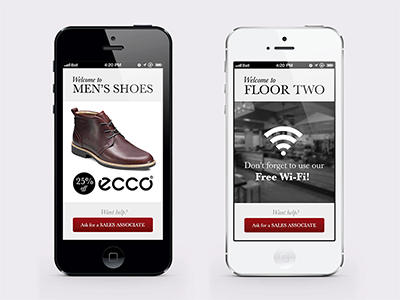 Bell
4:20 PM
Welcome to
MEN'S SHOES
25%
off
ecco
Want help?
Ask for a SALES ASSOCIATE
Bell
4:20 PM
Welcome to
FLOOR TWO
Don't forget to use our
Free Wi-Fi!
Want help?
Ask for a SALES ASSOCIATE